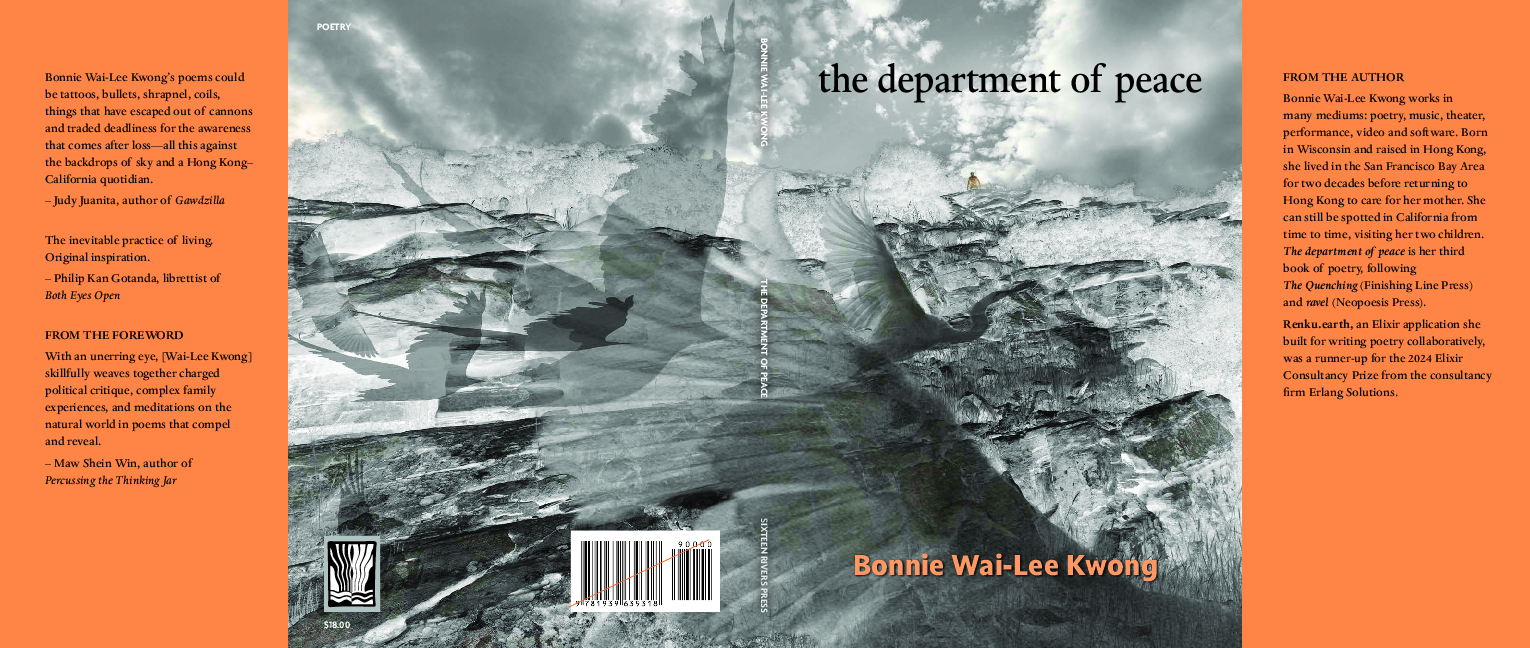 Bonnie Wai-Lee Kwong's poems could
be tattoos, bullets, shrapnel, coils,
things that have escaped out of cannons
and traded deadliness for the awareness
that comes after loss—all this against
the backdrops of sky and a Hong Kong–
California quotidian.
– Judy Juanita, author of Gawdzilla
The inevitable practice of living.
Original inspiration.
– Philip Kan Gotanda, librettist of
Both Eyes Open
FROM THE FOREWORD
With an unerring eye, [Wai-Lee Kwong]
skillfully weaves together charged
political critique, complex family
experiences, and meditations on the
natural world in poems that compel
and reveal.
– Maw Shein Win, author of
Percussing the Thinking Jar
POETRY
$18.00
90000
9 781939 639318
BONNIE WAI-LEE KWONG
THE DEPARTMENT OF PEACE
SIXTEEN RIVERS PRESS
the department of peace
Bonnie Wai-Lee Kwong
FROM THE AUTHOR
Bonnie Wai-Lee Kwong works in
many mediums: poetry, music, theater,
performance, video and software. Born
in Wisconsin and raised in Hong Kong,
she lived in the San Francisco Bay Area
for two decades before returning to
Hong Kong to care for her mother. She
can still be spotted in California from
time to time, visiting her two children.
The department of peace is her third
book of poetry, following
The Quenching (Finishing Line Press)
and ravel (Neopoesis Press).
Renku.earth, an Elixir application she
built for writing poetry collaboratively,
was a runner-up for the 2024 Elixir
Consultancy Prize from the consultancy
firm Erlang Solutions.